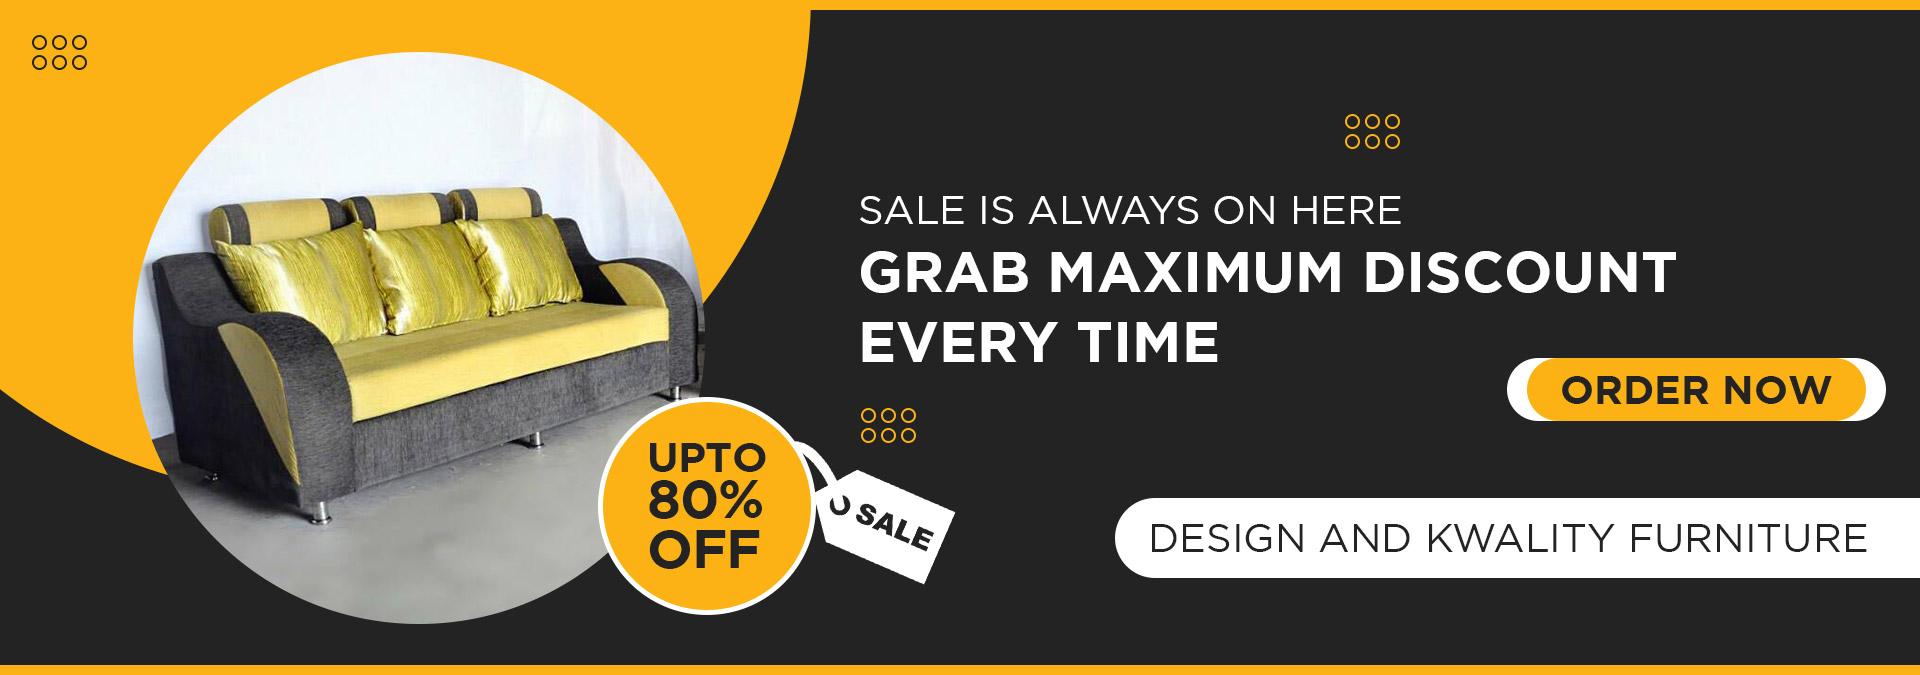 SALE IS ALWAYS ON HERE
GRAB MAXIMUM DISCOUNT
EVERY TIME
ORDER NOW
UPTO
80%
OFF
SALE
DESIGN AND KWALITY FURNITURE